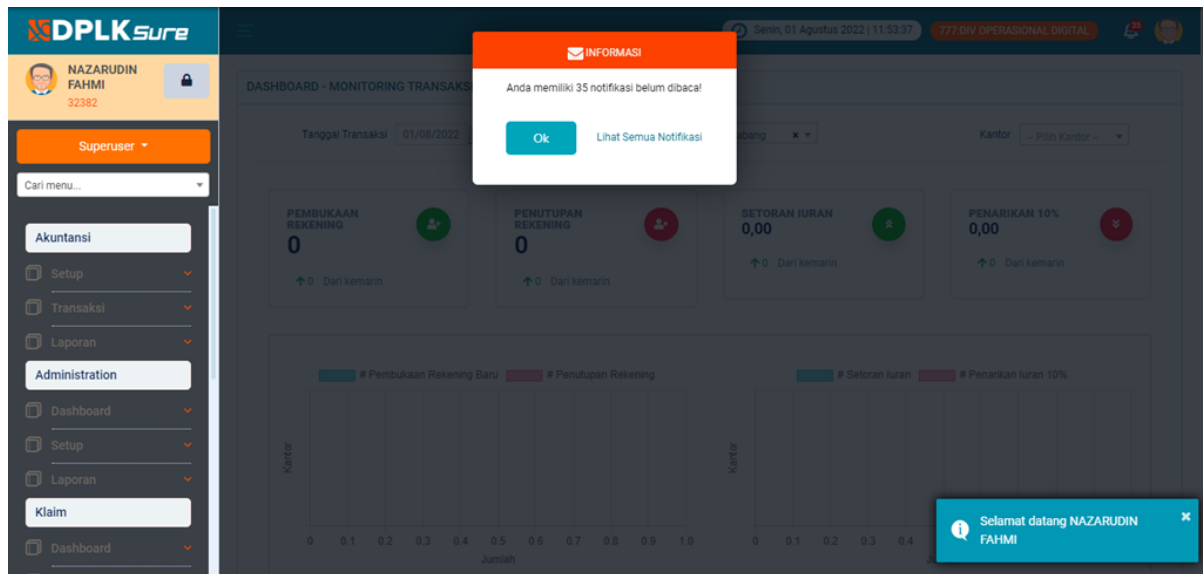 DPLKSure
NAZARUDIN
FAHMI
32382
Superuser
Cari menu...
Akuntansi
Setup
Transaksi
Laporan
Administration
Dashboard
Setup
Laporan
Klaim
Dashboard
Senin, 01 Agustus 2022 | 11:53:37
777:DIV OPERASIONAL DIGITAL
INFORMASI
Anda memiliki 35 notifikasi belum dibaca!
Ok
Lihat Semua Notifikasi
DASHBOARD - MONITORING TRANSAKS
Tanggal Transaksi
01/08/2022
abang
Kantor
-- Pilih Kantor --
PEMBUKAAN
REKENING
0
0 Dari kemarin
PENUTUPAN
REKENING
0
0 Dari kemarin
SETORAN IURAN
0,00
0 Dari kemarin
PENARIKAN 10%
0,00
0 Dari kemarin
# Pembukaan Rekening Baru # Penutupan Rekening
Kantor
0 0.1 0.2 0.3 0.4 0.5 0.6 0.7 0.8 0.9 1.0
Jumlah
# Setoran Iuran # Penarikan Iuran 10%
Kantor
0 0.1 0.2 0.3 0.4
Selamat datang NAZARUDIN
FAHMI